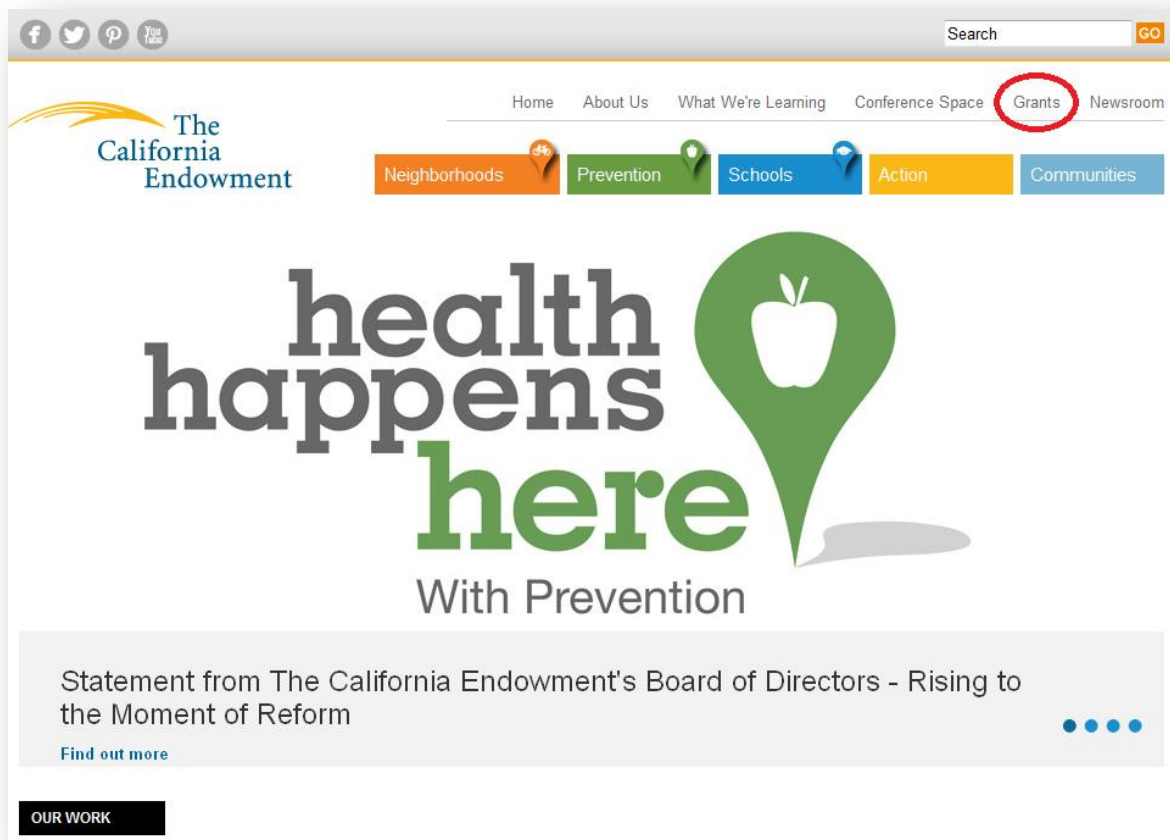 f You Tube
Search GO
Home About Us What We're Learning Conference Space Grants Newsroom
The
California
Endowment
Neighborhoods Prevention Schools Action Communities
health
happens
here
With Prevention
Statement from The California Endowment's Board of Directors - Rising to
the Moment of Reform
Find out more
OUR WORK